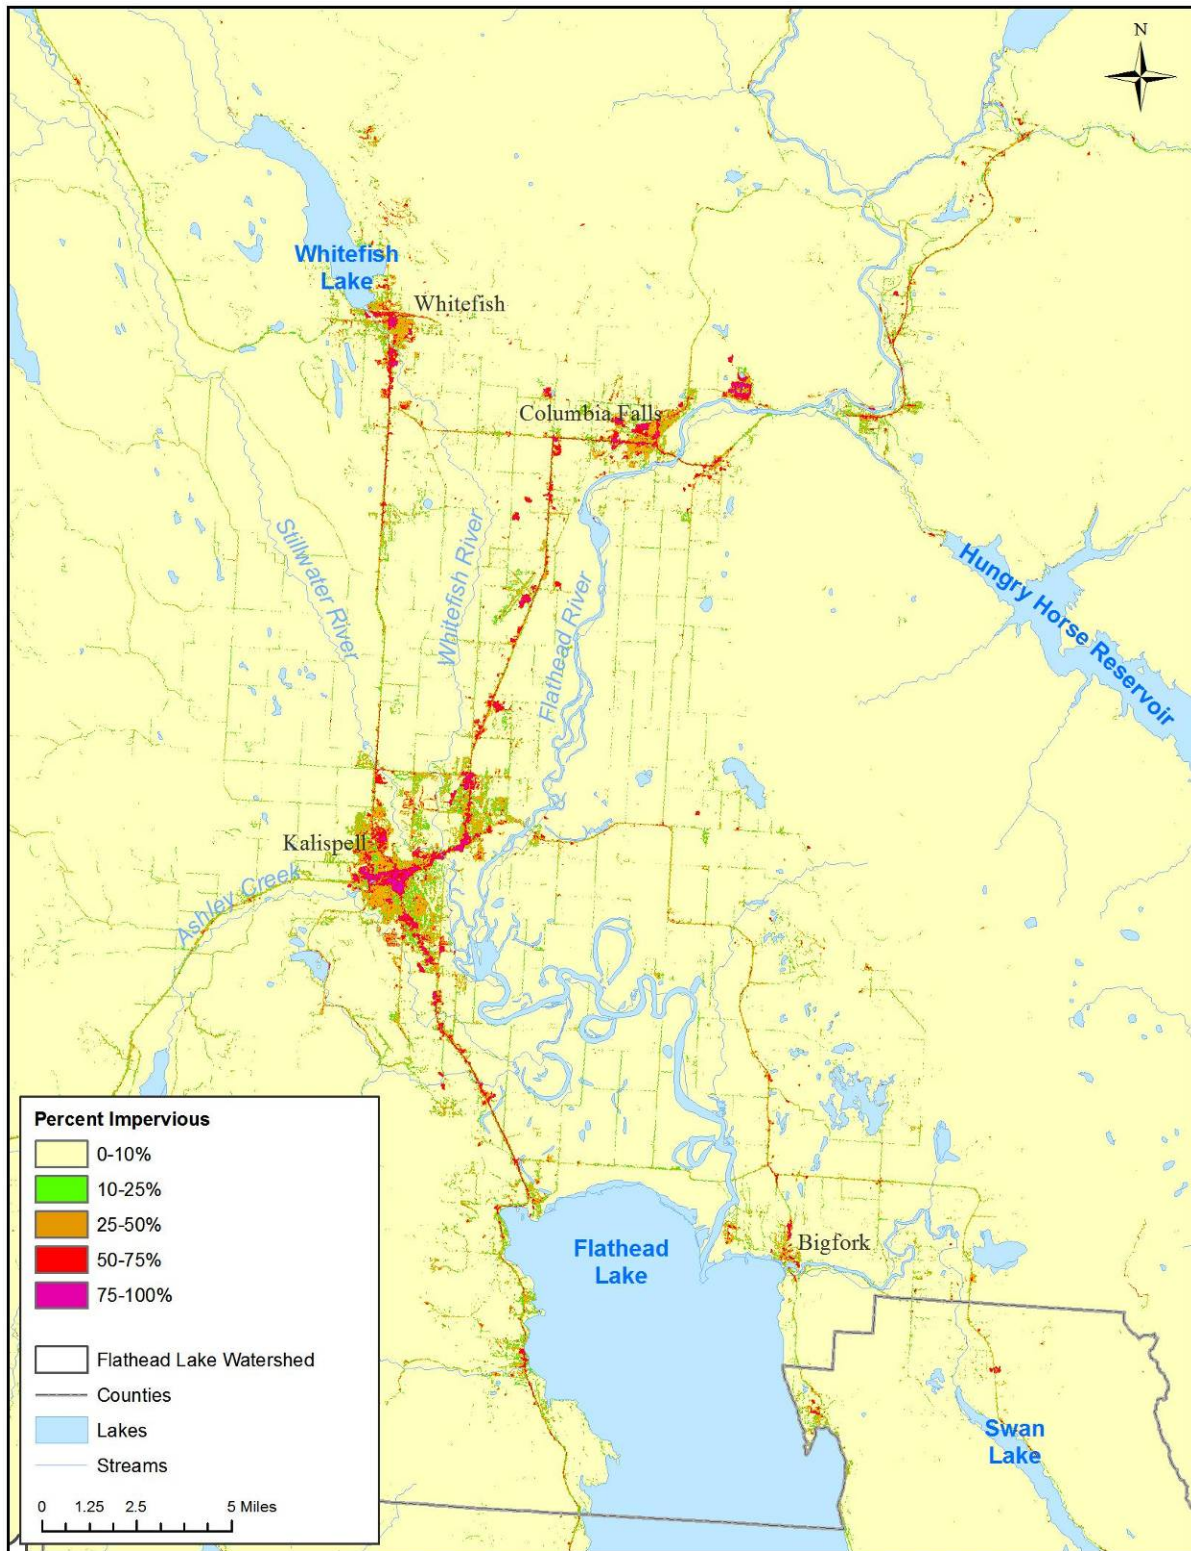 N
Whitefish
Lake
Whitefish
Columbia Falls
Stillwater River
Whitefish River
Flathead River
Hungry Horse Reservoir
Kalispell
Ashley Creek
Flathead
Lake
Bigfork
Swan
Lake
Percent Impervious
0-10%
10-25%
25-50%
50-75%
75-100%
Flathead Lake Watershed
Counties
Lakes
Streams
0 1.25 2.5 5 Miles